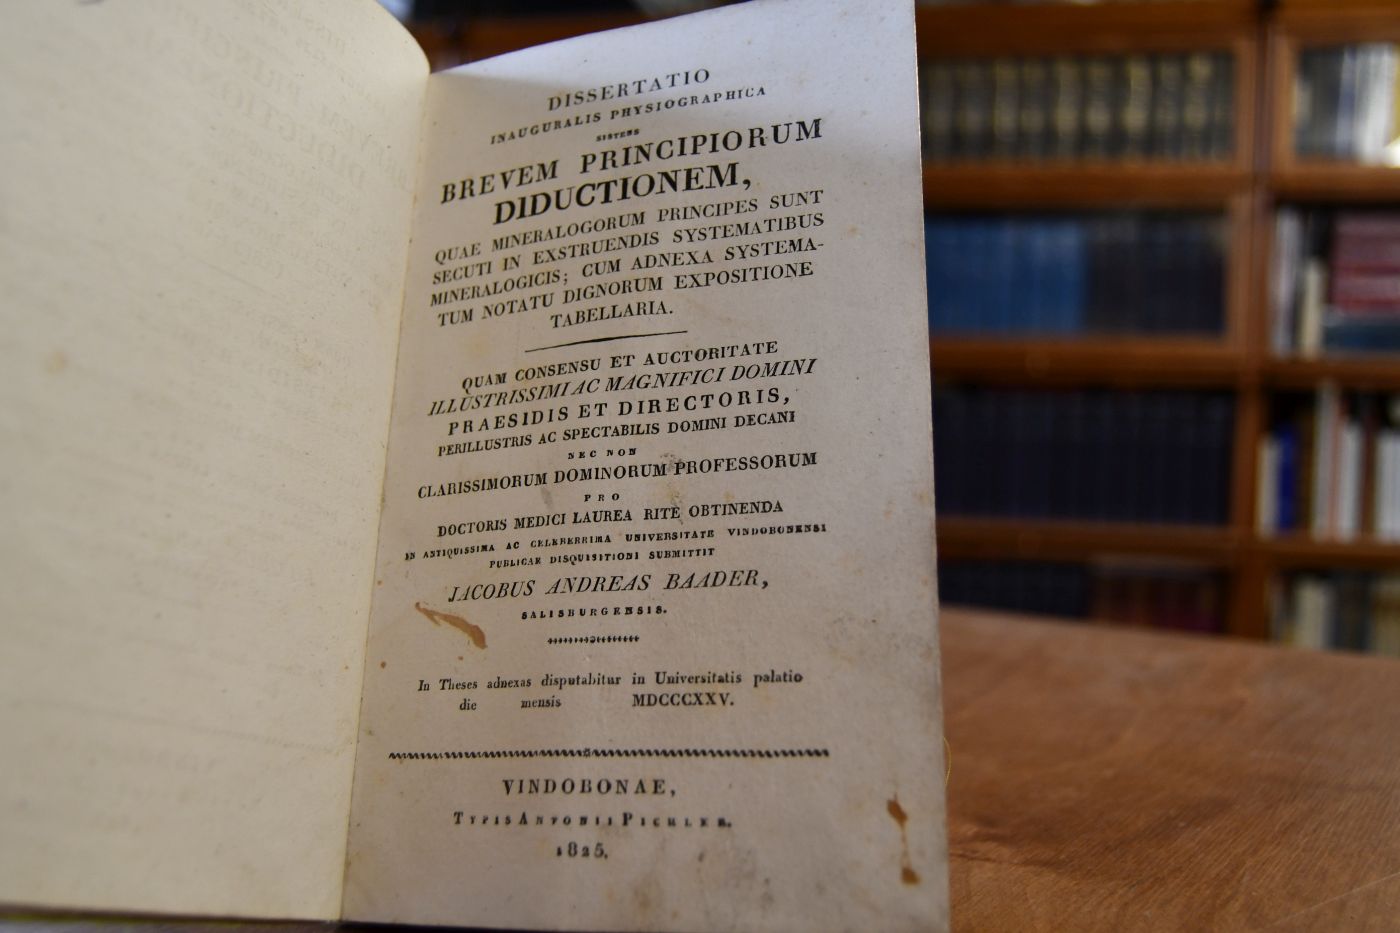 DISSERTATIO
INAUGURALIS PHYSIOGRAPHICA
SISTENS
BREVEM PRINCIPIORUM
DIDUCTIONEM,
QUAE MINERALOGORUM PRINCIPES SUNT
SECUTI IN EXSTRUENDIS SYSTEMATIBUS
MINERALOGICIS; CUM ADNEXA SYSTEMA-
TUM NOTATU DIGNORUM EXPOSITIONE
TABELLARIA.
QUAM CONSENSU ET AUCTORITATE
ILLUSTRISSIMI AC MAGNIFICI DOMINI
PRAESIDIS ET DIRECTORIS,
PERILLUSTRIS AC SPECTABILIS DOMINI DECANI
NEC NON
CLARISSIMORUM DOMINORUM PROFESSORUM
PRO
DOCTORIS MEDICI LAUREA RITE OBTINENDA
IN ANTIQUISSIMA AC CELEBERRIMA UNIVERSITATE VINDOBONENSI
PUBLICAE DISQUISITIONI SUBMITTIT
JACOBUS ANDREAS BAADER,
SALISBURGENSIS.
In Theses adnexas disputabitur in Universitatis palatio
die mensis MDCCCXXV.
VINDOBONAE,
TYPIS ANTONII PICHLER.
1825.